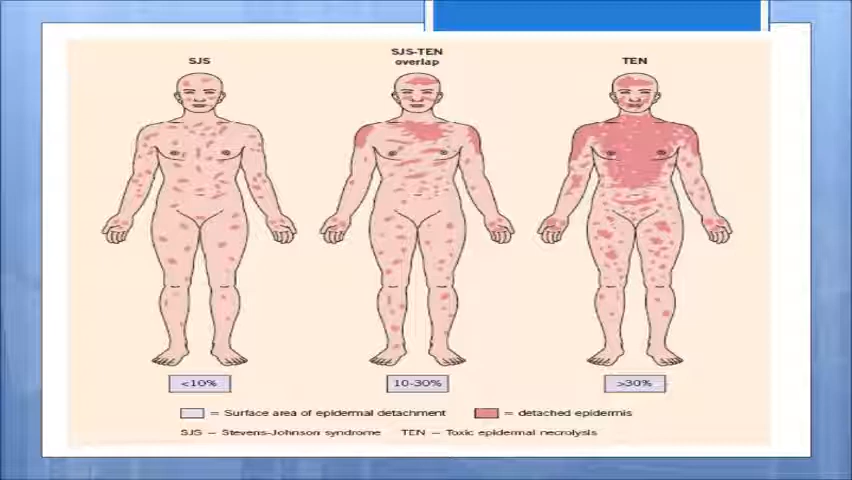 SJS
SJS-TEN
overlap
TEN
<10%
10-30%
>30%
= Surface area of epidermal detachment
= detached epidermis
SJS = Stevens-Johnson syndrome TEN = Toxic epidermal necrolysis